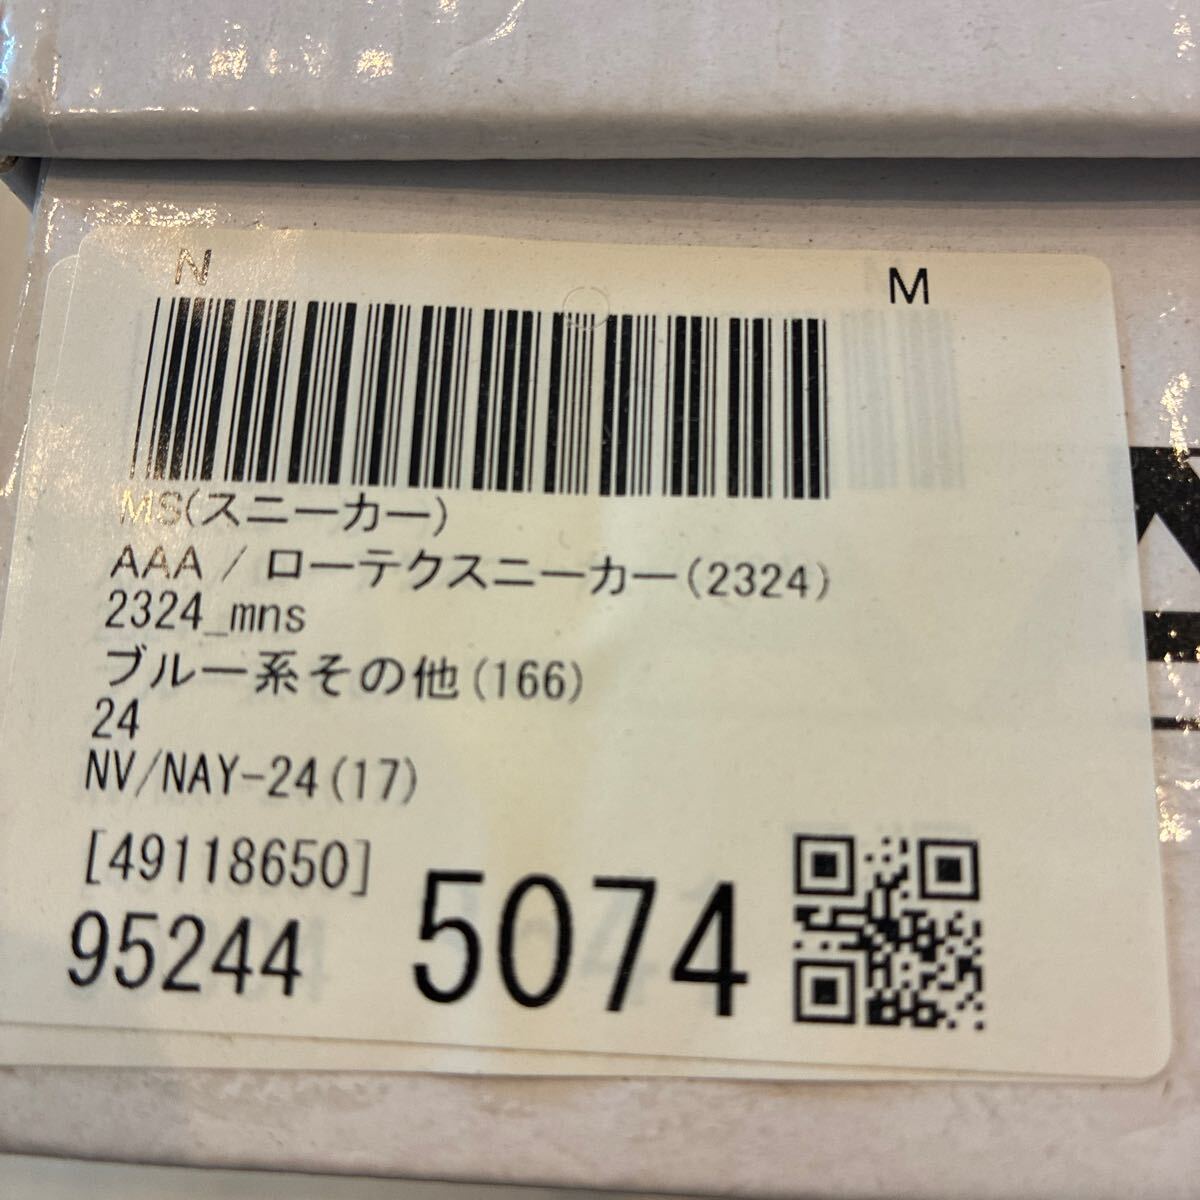 N M
MS(スニーカー)
AAA / ローテクスニーカー(2324)
2324_mns
ブルー系その他(166)
24
NV/NAY-24(17)
[49118650]
95244 5074